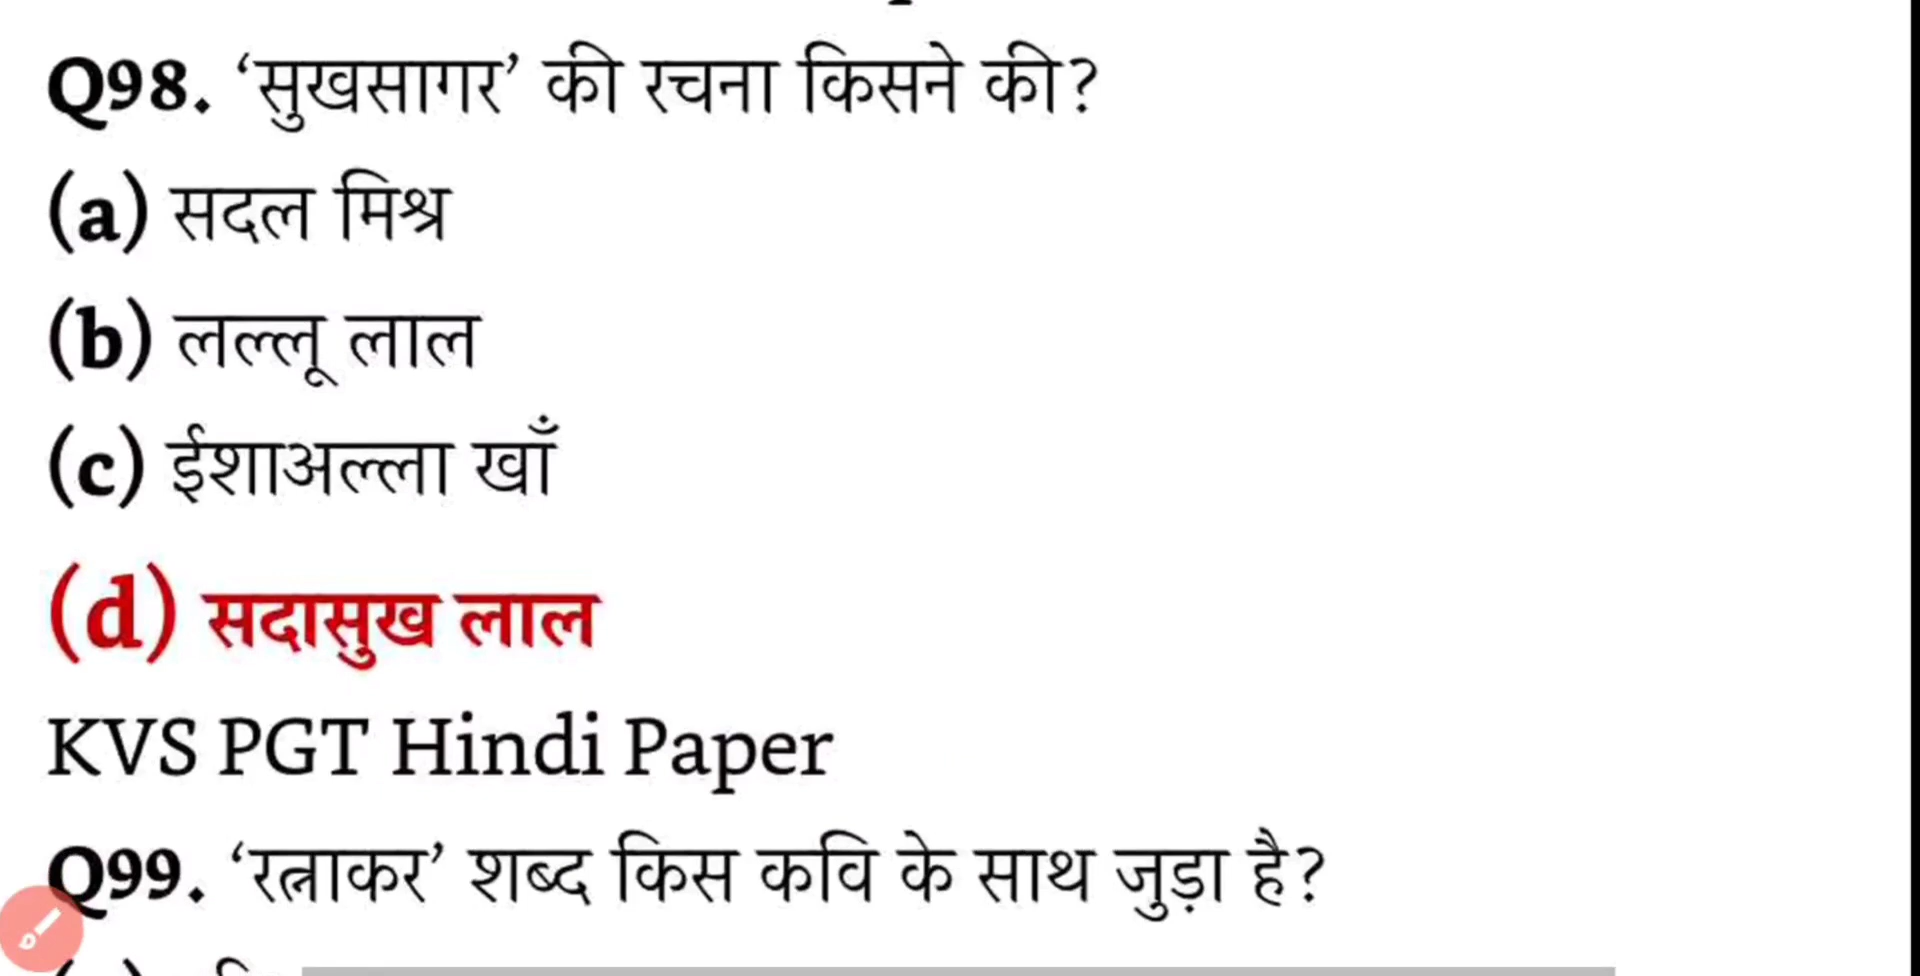 Q98. ‘सुखसागर’ की रचना किसने की?
(a) सदल मिश्र
(b) लल्लू लाल
(c) ईशाअल्ला खाँ
(d) सदासुख लाल
KVS PGT Hindi Paper
Q99. ‘रत्नाकर’ शब्द किस कवि के साथ जुड़ा है?